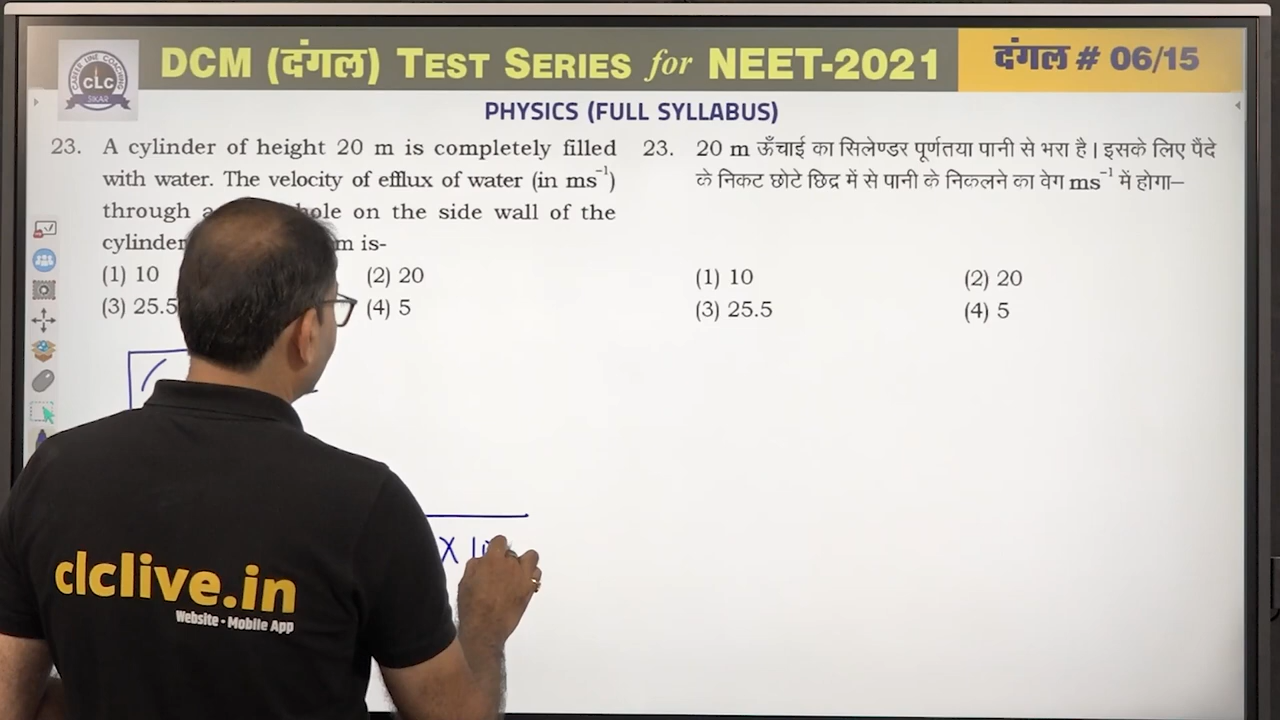 DCM (दंगल) TEST SERIES for NEET-2021
दंगल # 06/15
CAREER LINE COACHING
CLC
SIKAR
PHYSICS (FULL SYLLABUS)
23. A cylinder of height 20 m is completely filled
with water. The velocity of efflux of water (in ms⁻¹)
through a hole on the side wall of the
cylinder m is-
(1) 10 (2) 20
(3) 25.5 (4) 5
23. 20 m ऊँचाई का सिलेण्डर पूर्णतया पानी से भरा है। इसके लिए पैंदे
के निकट छोटे छिद्र में से पानी के निकलने का वेग ms⁻¹ में होगा–
(1) 10 (2) 20
(3) 25.5 (4) 5
X
clclive.in
Website • Mobile App